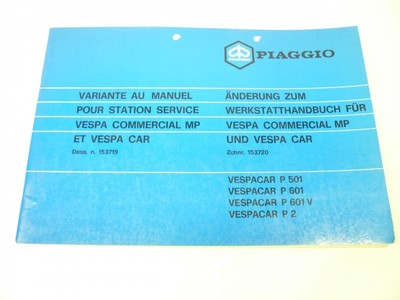 PIAGGIO
VARIANTE AU MANUEL
POUR STATION SERVICE
VESPA COMMERCIAL MP
ET VESPA CAR
Dess. n. 153719
ÄNDERUNG ZUM
WERKSTATTHANDBUCH FÜR
VESPA COMMERCIAL MP
UND VESPA CAR
Zchnr. 153720
VESPACAR P 501
VESPACAR P 601
VESPACAR P 601 V
VESPACAR P 2